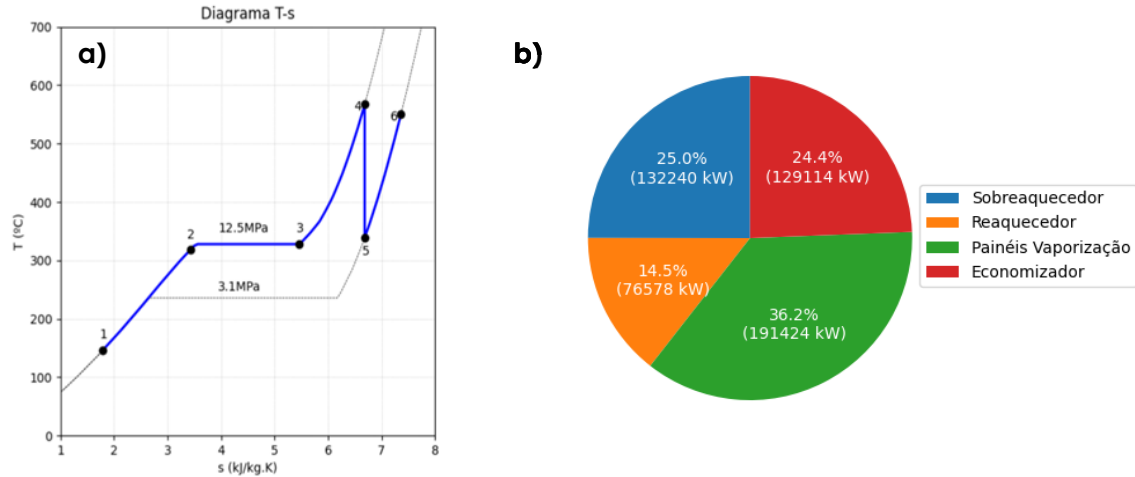 Diagrama T-s
a)
b)
700
600
500
400
300
200
100
0
T (ºC)
1
2
3
4
5
6
7
8
s (kJ/kg.K)
12.5MPa
3.1MPa
1
2
3
4
5
6
25.0%
(132240 kW)
24.4%
(129114 kW)
14.5%
(76578 kW)
36.2%
(191424 kW)
Sobreaquecedor
Reaquecedor
Painéis Vaporização
Economizador